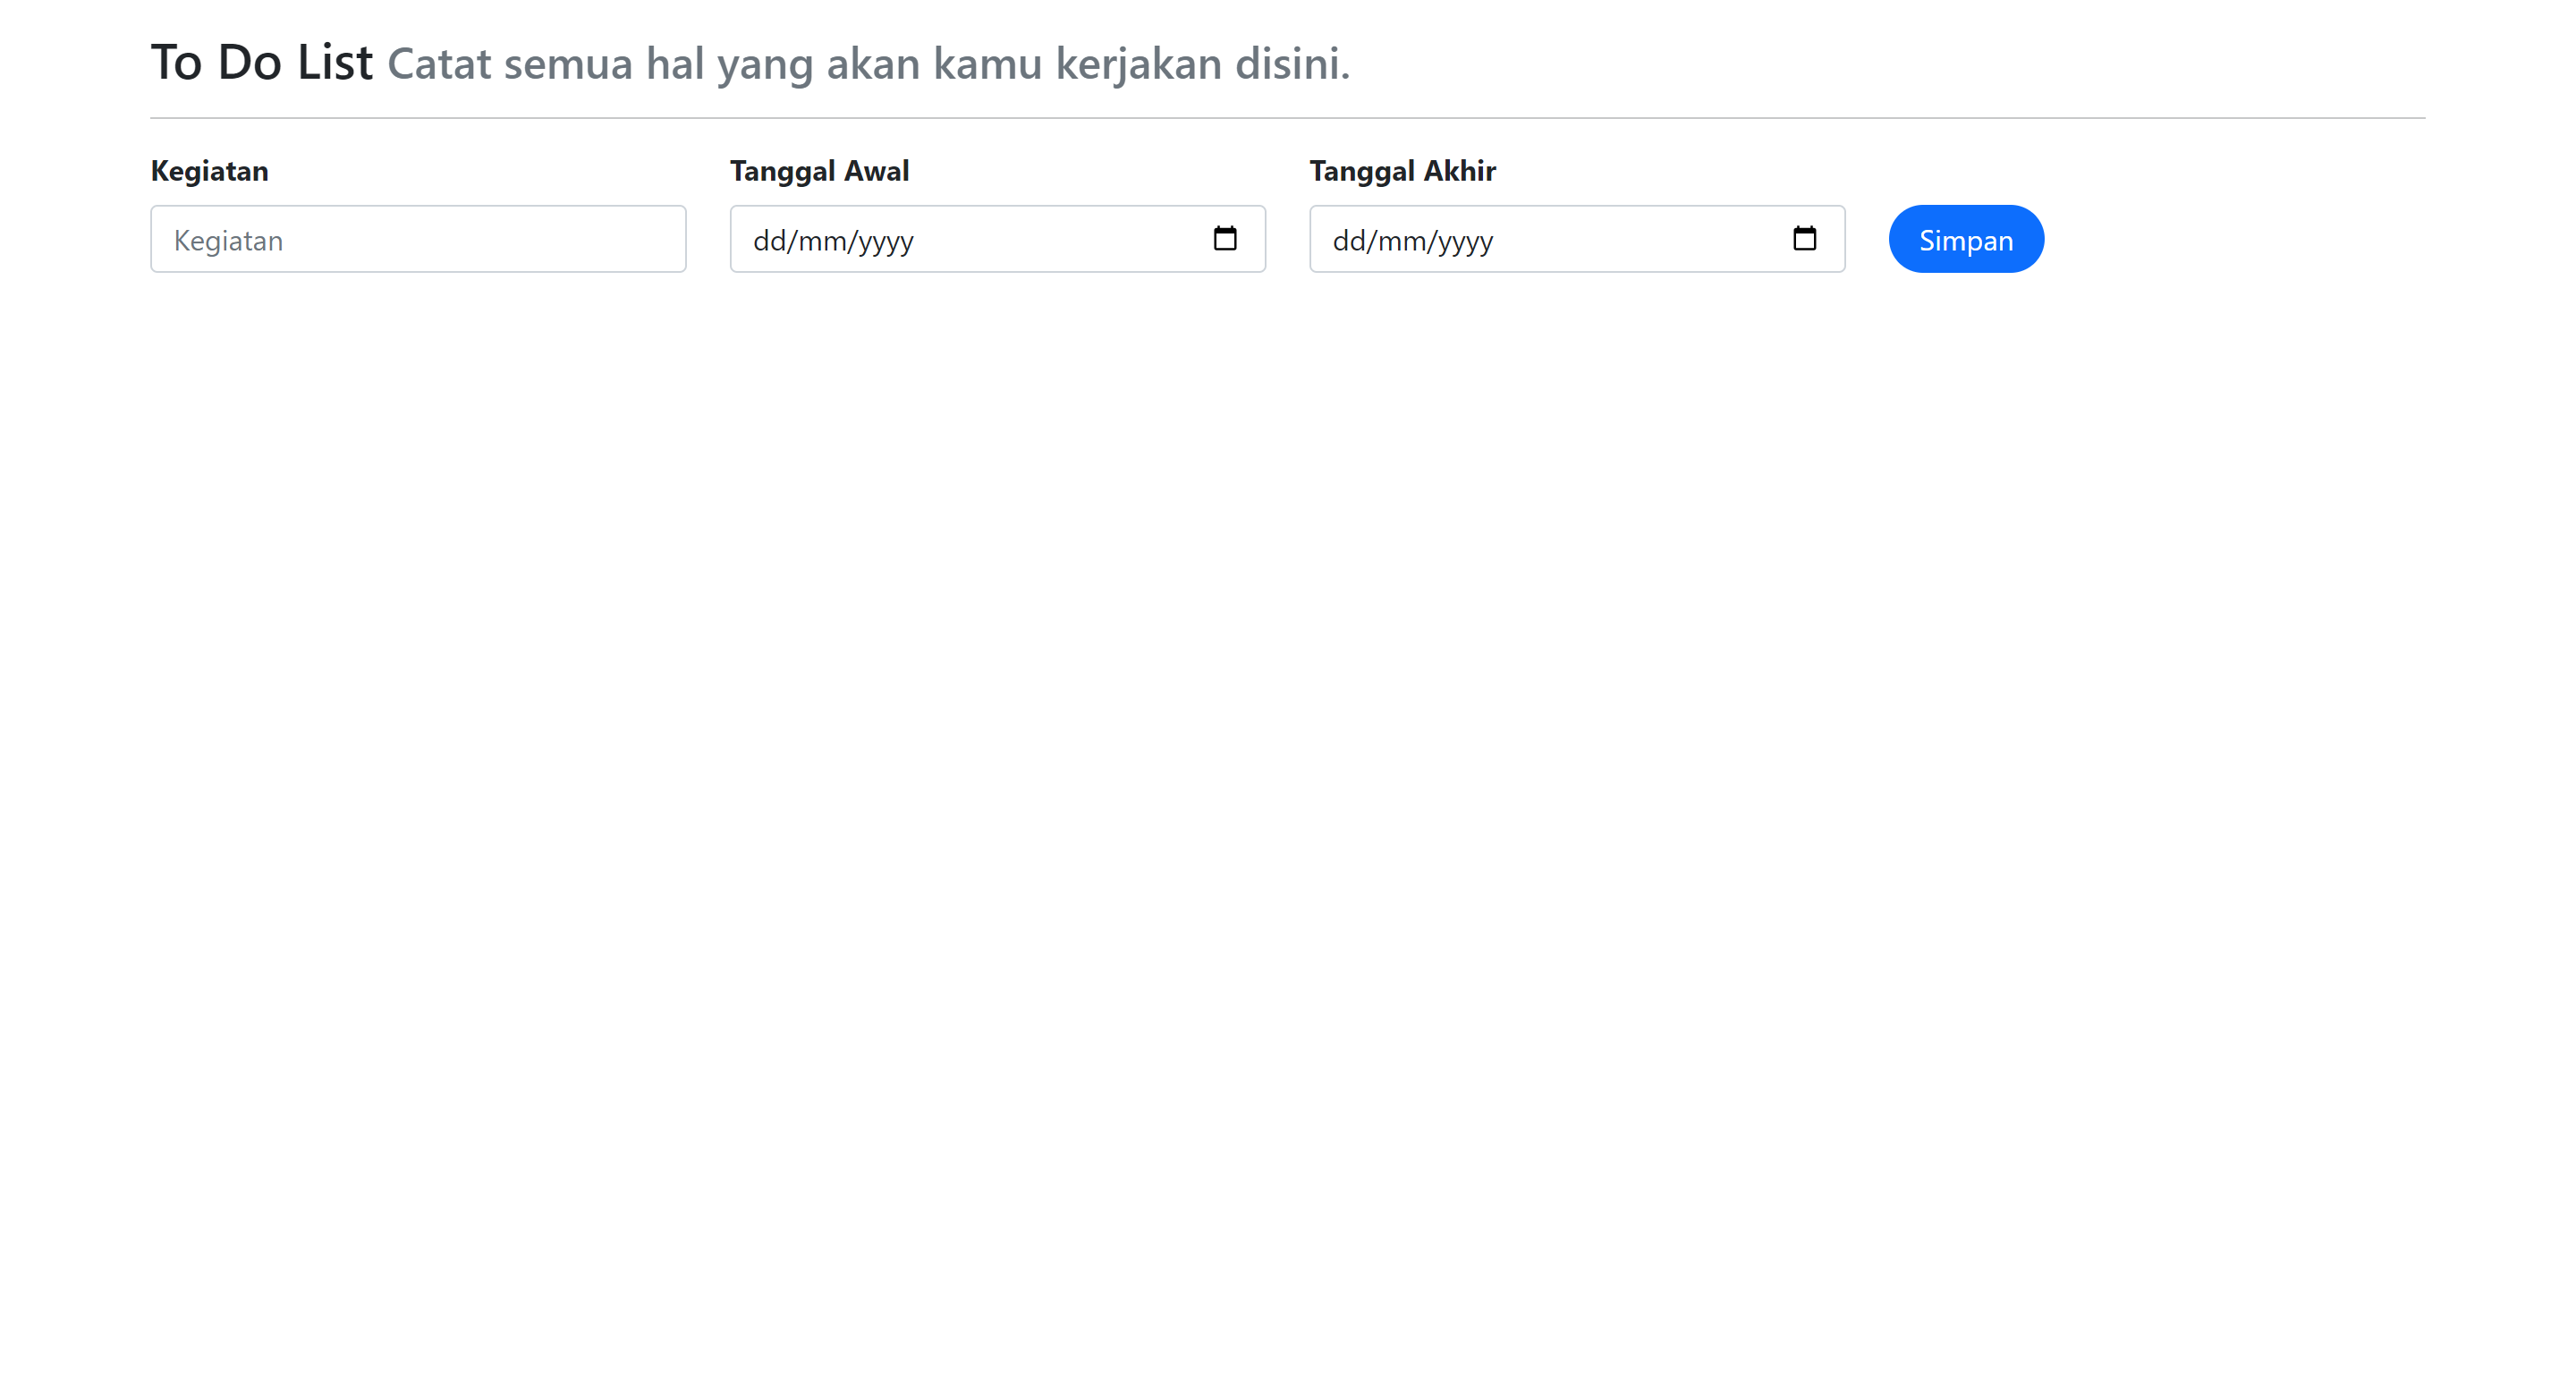 To Do List Catat semua hal yang akan kamu kerjakan disini.
Kegiatan Tanggal Awal Tanggal Akhir
Kegiatan dd/mm/yyyy dd/mm/yyyy Simpan